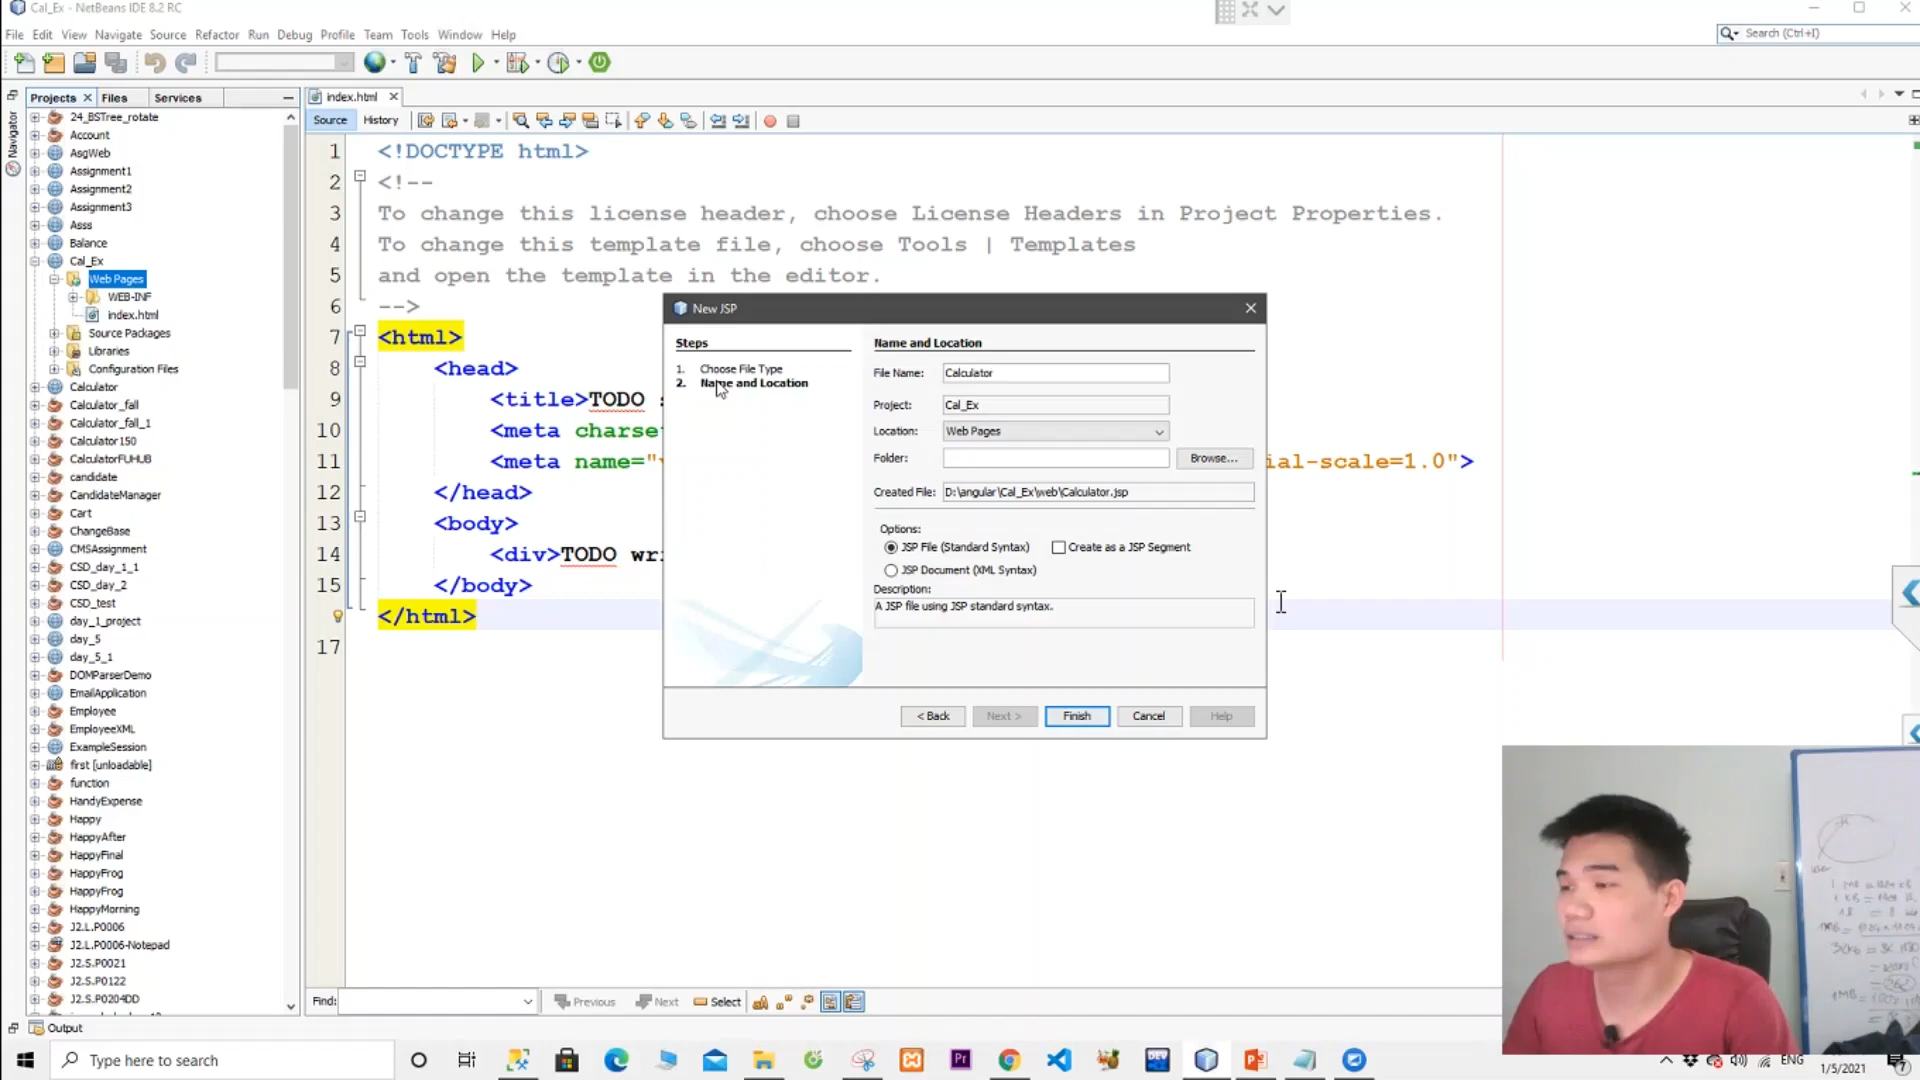 Cal_Ex - NetBeans IDE 8.2 RC
File Edit View Navigate Source Refactor Run Debug Profile Team Tools Window Help
Search (Ctrl+I)
Projects Files Services
index.html
Navigator
Source History
24_BSTree_rotate
Account
AsgWeb
Assignment1
Assignment2
Assignment3
Asss
Balance
Cal_Ex
Web Pages
WEB-INF
index.html
Source Packages
Libraries
Configuration Files
Calculator
Calculator_fall
Calculator_fall_1
Calculator150
CalculatorFUHUB
candidate
CandidateManager
Cart
ChangeBase
CMSAssignment
CSD_day_1_1
CSD_day_2
CSD_test
day_1_project
day_5
day_5_1
DOMParserDemo
EmailApplication
Employee
EmployeeXML
ExampleSession
first [unloadable]
function
HandyExpense
Happy
HappyAfter
HappyFinal
HappyFrog
HappyFrog
HappyMorning
J2.L.P0006
J2.L.P0006-Notepad
J2.S.P0021
J2.S.P0122
J2.S.P0204DD
1 <!DOCTYPE html>
2 <!--
3 To change this license header, choose License Headers in Project Properties.
4 To change this template file, choose Tools | Templates
5 and open the template in the editor.
6 -->
7 <html>
8 <head>
9 <title>TODO
10 <meta charset
11 <meta name=" ial-scale=1.0">
12 </head>
13 <body>
14 <div>TODO wri
15 </body>
</html>
17
New JSP
Steps
1. Choose File Type
2. Name and Location
Name and Location
File Name: Calculator
Project: Cal_Ex
Location: Web Pages
Folder: Browse...
Created File: D:\angular\Cal_Ex\web\Calculator.jsp
Options:
JSP File (Standard Syntax) Create as a JSP Segment
JSP Document (XML Syntax)
Description:
A JSP file using JSP standard syntax.
< Back Next > Finish Cancel Help
Find: Previous Next Select
Output
Type here to search
Pr
DEV
ENG
1/5/2021
7